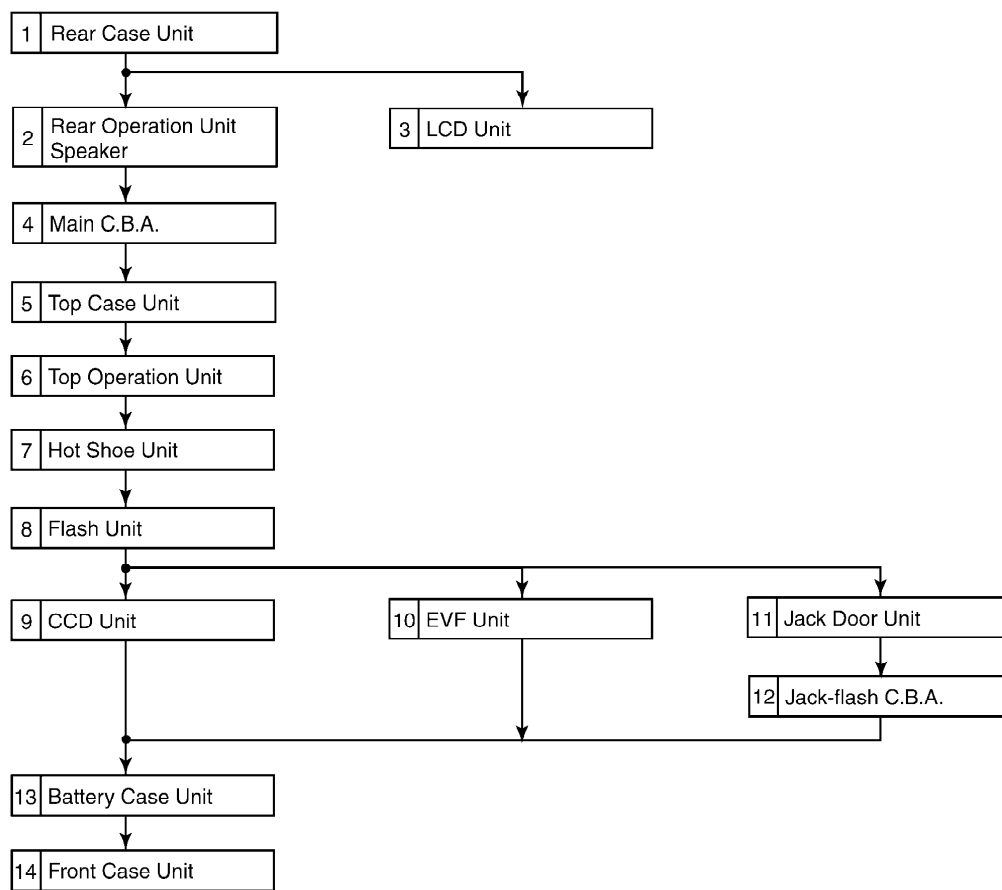 1 Rear Case Unit
2 Rear Operation Unit
Speaker
3 LCD Unit
4 Main C.B.A.
5 Top Case Unit
6 Top Operation Unit
7 Hot Shoe Unit
8 Flash Unit
9 CCD Unit
10 EVF Unit
11 Jack Door Unit
12 Jack-flash C.B.A.
13 Battery Case Unit
14 Front Case Unit